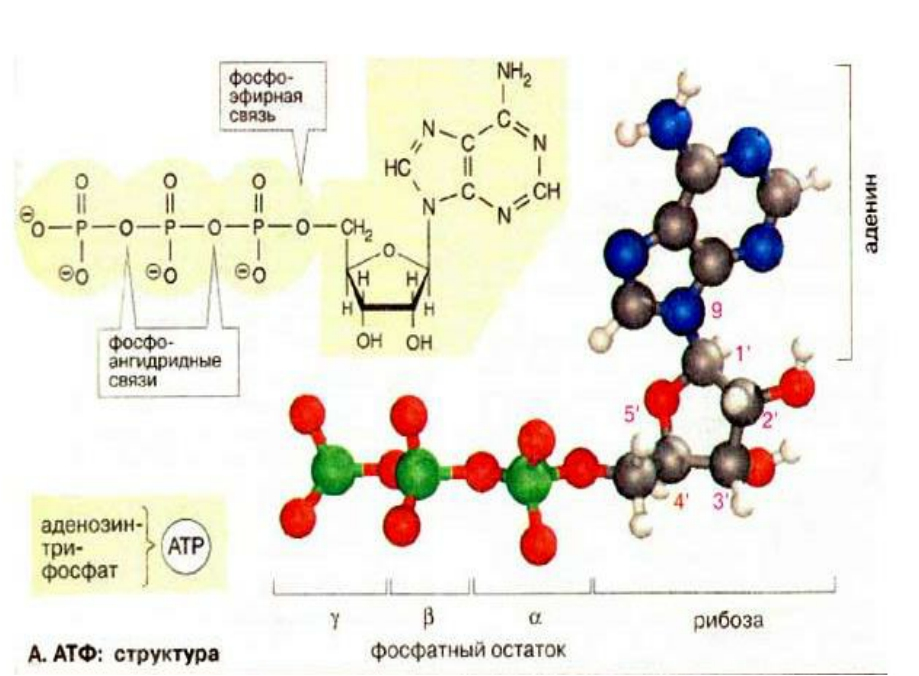 фосфо-
эфирная
связь
NH₂
C
N
C
N
HC
C
CH
N
N
O
O
O
⊖O
P
O
P
O
P
O
CH₂
⊖O
⊖O
⊖O
O
H
H
H
H
OH
OH
фосфо-
ангидридные
связи
аденин
9
1'
5'
2'
4'
3'
аденозин-
три-
фосфат
ATP
γ
β
α
рибоза
фосфатный остаток
А. АТФ: структура